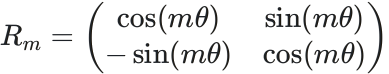 R_m = \begin{pmatrix} \cos(m\theta) & \sin(m\theta) \\ -\sin(m\theta) & \cos(m\theta) \end{pmatrix}